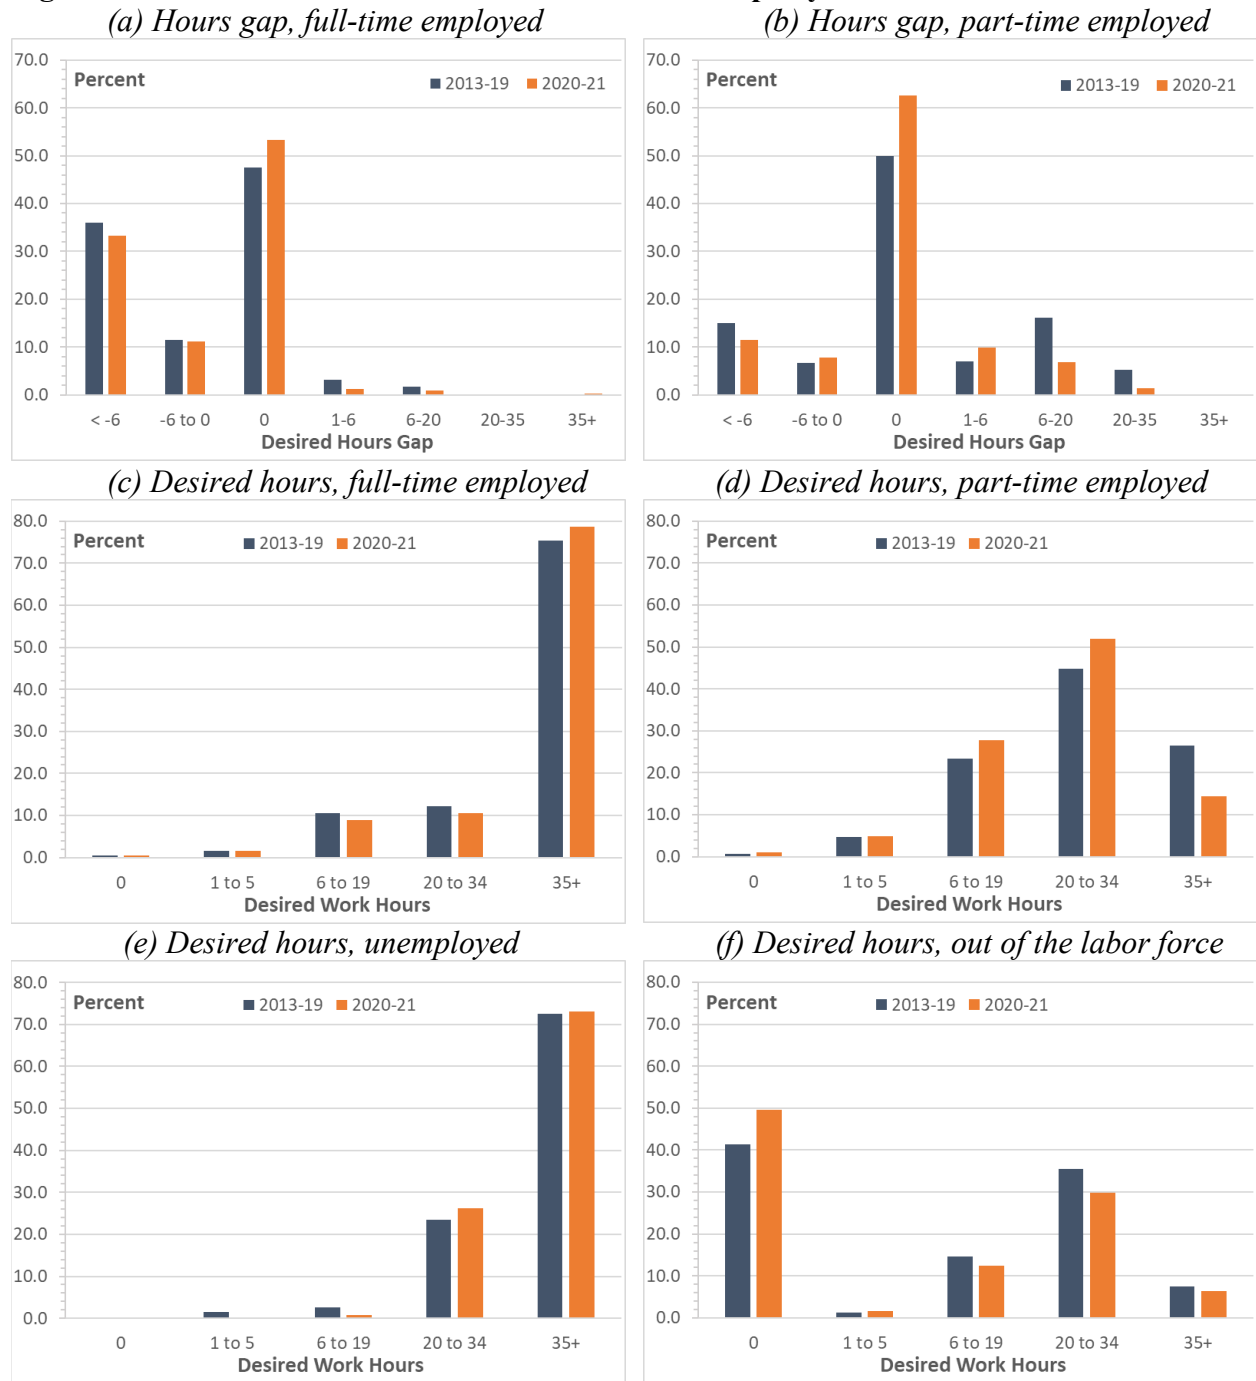 (a) Hours gap, full-time employed
70.0
Percent
2013-19 2020-21
60.0
50.0
40.0
30.0
20.0
10.0
0.0
< -6 -6 to 0 0 1-6 6-20 20-35 35+
Desired Hours Gap
(b) Hours gap, part-time employed
70.0
Percent
2013-19 2020-21
60.0
50.0
40.0
30.0
20.0
10.0
0.0
< -6 -6 to 0 0 1-6 6-20 20-35 35+
Desired Hours Gap
(c) Desired hours, full-time employed
80.0
Percent
2013-19 2020-21
70.0
60.0
50.0
40.0
30.0
20.0
10.0
0.0
0 1 to 5 6 to 19 20 to 34 35+
Desired Work Hours
(d) Desired hours, part-time employed
80.0
Percent
2013-19 2020-21
70.0
60.0
50.0
40.0
30.0
20.0
10.0
0.0
0 1 to 5 6 to 19 20 to 34 35+
Desired Work Hours
(e) Desired hours, unemployed
80.0
Percent
2013-19 2020-21
70.0
60.0
50.0
40.0
30.0
20.0
10.0
0.0
0 1 to 5 6 to 19 20 to 34 35+
Desired Work Hours
(f) Desired hours, out of the labor force
80.0
Percent
2013-19 2020-21
70.0
60.0
50.0
40.0
30.0
20.0
10.0
0.0
0 1 to 5 6 to 19 20 to 34 35+
Desired Work Hours